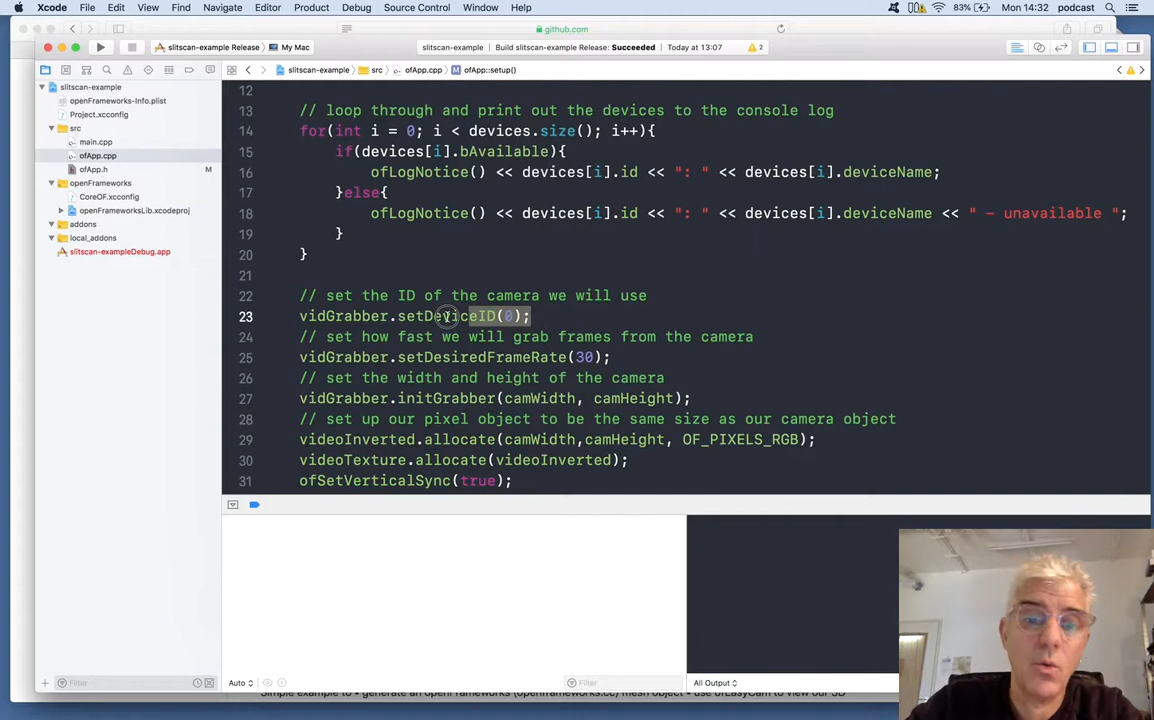 Xcode File Edit View Find Navigate Editor Product Debug Source Control Window Help 83% Mon 14:32 podcast
github.com
slitscan-example Release My Mac slitscan-example Build slitscan-example Release: Succeeded Today at 13:07 2
slitscan-example src ofApp.cpp M ofApp::setup()
slitscan-example
openFrameworks-Info.plist
Project.xcconfig
src
main.cpp
ofApp.cpp
ofApp.h M
openFrameworks
CoreOF.xcconfig
openFrameworksLib.xcodeproj
addons
local_addons
slitscan-exampleDebug.app
12
13 // loop through and print out the devices to the console log
14 for(int i = 0; i < devices.size(); i++){
15 if(devices[i].bAvailable){
16 ofLogNotice() << devices[i].id << ": " << devices[i].deviceName;
17 }else{
18 ofLogNotice() << devices[i].id << ": " << devices[i].deviceName << " - unavailable ";
19 }
20 }
21
22 // set the ID of the camera we will use
23 vidGrabber.setDeviceID(0);
24 // set how fast we will grab frames from the camera
25 vidGrabber.setDesiredFrameRate(30);
26 // set the width and height of the camera
27 vidGrabber.initGrabber(camWidth, camHeight);
28 // set up our pixel object to be the same size as our camera object
29 videoInverted.allocate(camWidth,camHeight, OF_PIXELS_RGB);
30 videoTexture.allocate(videoInverted);
31 ofSetVerticalSync(true);
Filter Auto Filter All Output
Simple example to - generate an openFrameworks (openframeworks.cc) mesh object - use ofEasyCam to view our 3D